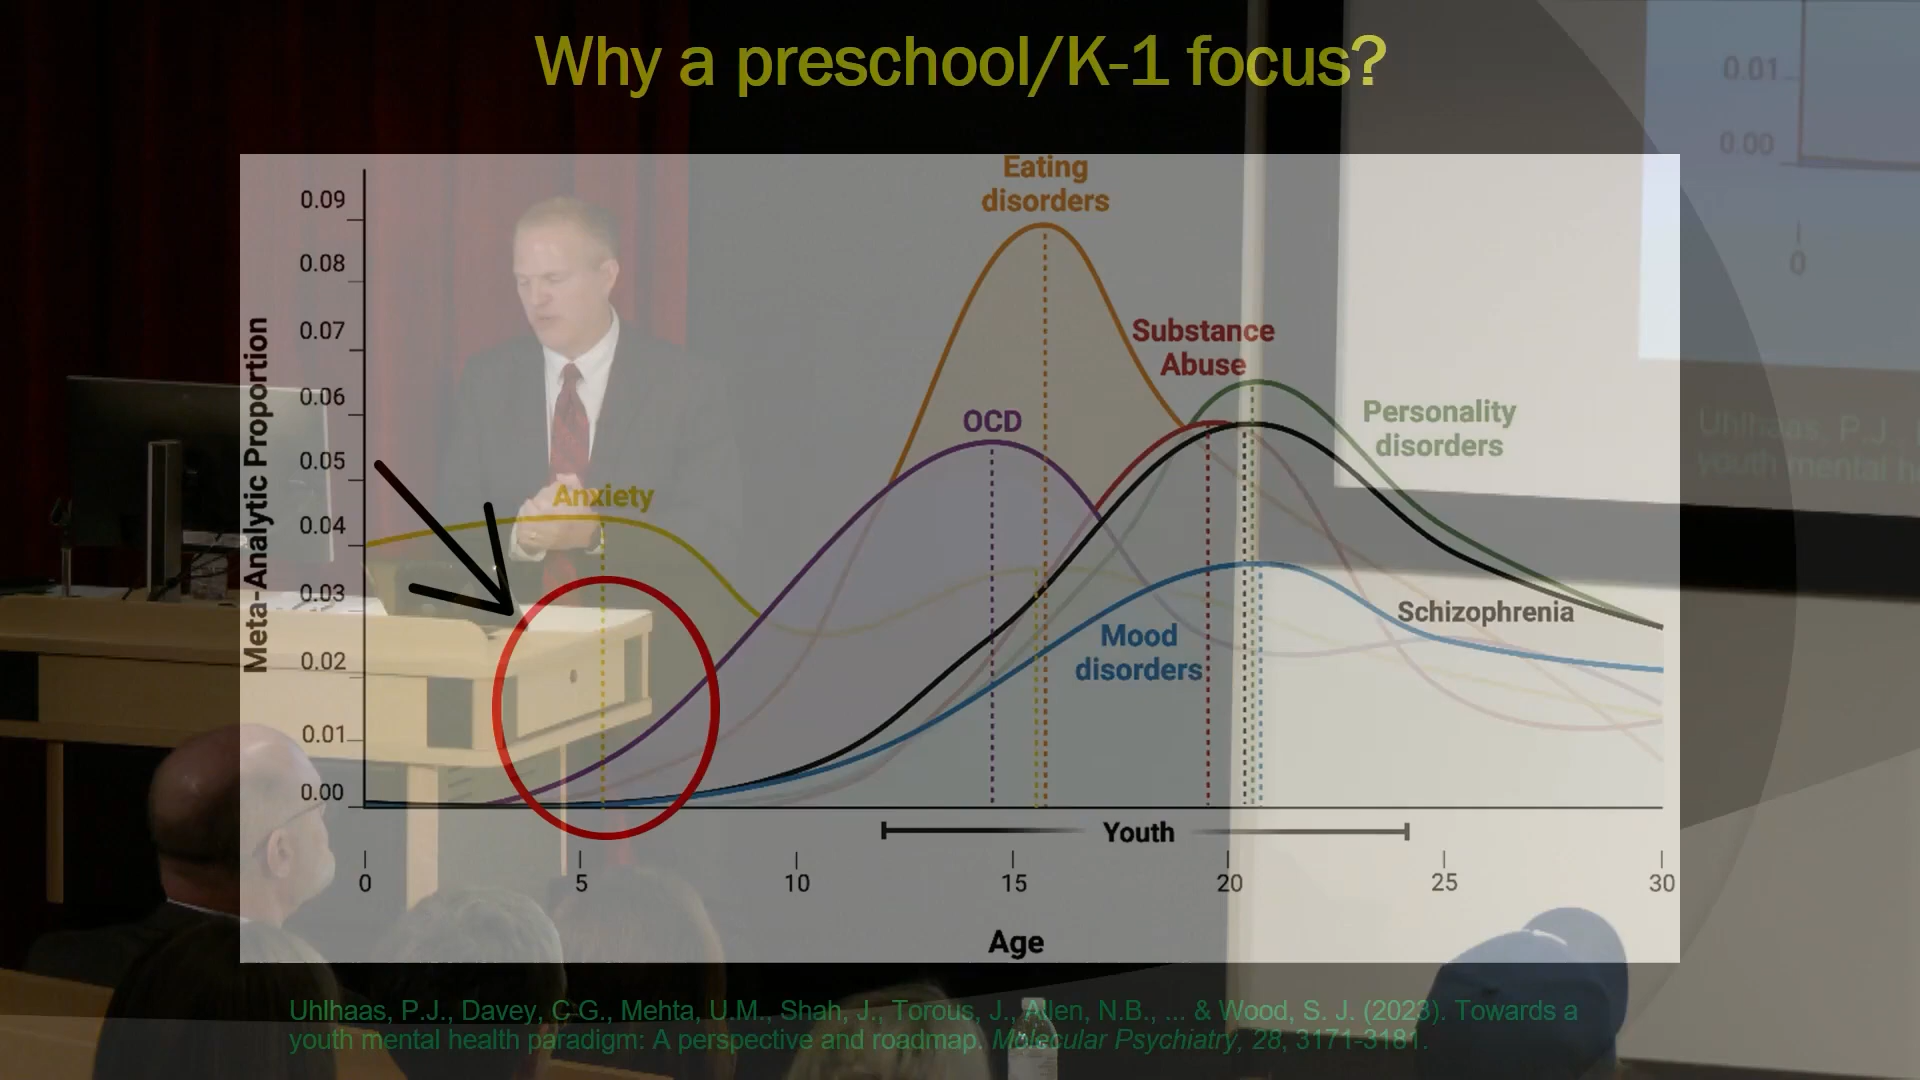 Why a preschool/K-1 focus?
0.01
0.00
0
Uhlhaas, P.J.,
youth mental
Meta-Analytic Proportion
0.09
0.08
0.07
0.06
0.05
0.04
0.03
0.02
0.01
0.00
Eating
disorders
Substance
Abuse
OCD
Personality
disorders
Anxiety
Schizophrenia
Mood
disorders
Youth
0 5 10 15 20 25 30
Age
Uhlhaas, P.J., Davey, C.G., Mehta, U.M., Shah, J., Torous, J., Allen, N.B., ... & Wood, S. J. (2023). Towards a
youth mental health paradigm: A perspective and roadmap. Molecular Psychiatry, 28, 3171-3181.